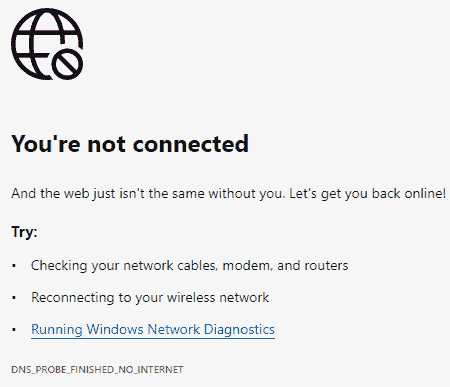 You're not connected
And the web just isn't the same without you. Let's get you back online!
Try:
• Checking your network cables, modem, and routers
• Reconnecting to your wireless network
• Running Windows Network Diagnostics
DNS_PROBE_FINISHED_NO_INTERNET